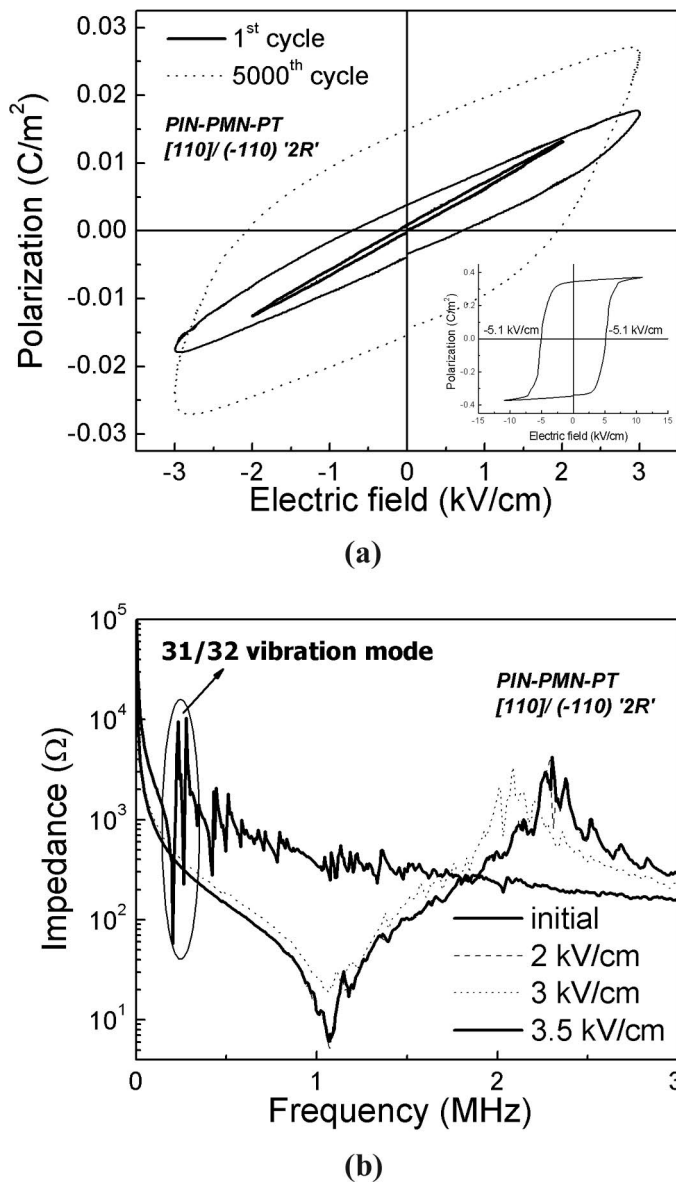 0.03
0.02
0.01
0.00
-0.01
-0.02
-0.03
Polarization (C/m²)
1st cycle
5000th cycle
PIN-PMN-PT
[110]/ (-110) '2R'
0.4
0.2
0.0
-0.2
-0.4
Polarization (C/m²)
-5.1 kV/cm
-5.1 kV/cm
-15 -10 -5 0 5 10 15
Electric field (kV/cm)
-3 -2 -1 0 1 2 3
Electric field (kV/cm)
(a)
10⁵
10⁴
10³
10²
10¹
Impedance (Ω)
31/32 vibration mode
PIN-PMN-PT
[110]/ (-110) '2R'
initial
2 kV/cm
3 kV/cm
3.5 kV/cm
0 1 2 3
Frequency (MHz)
(b)